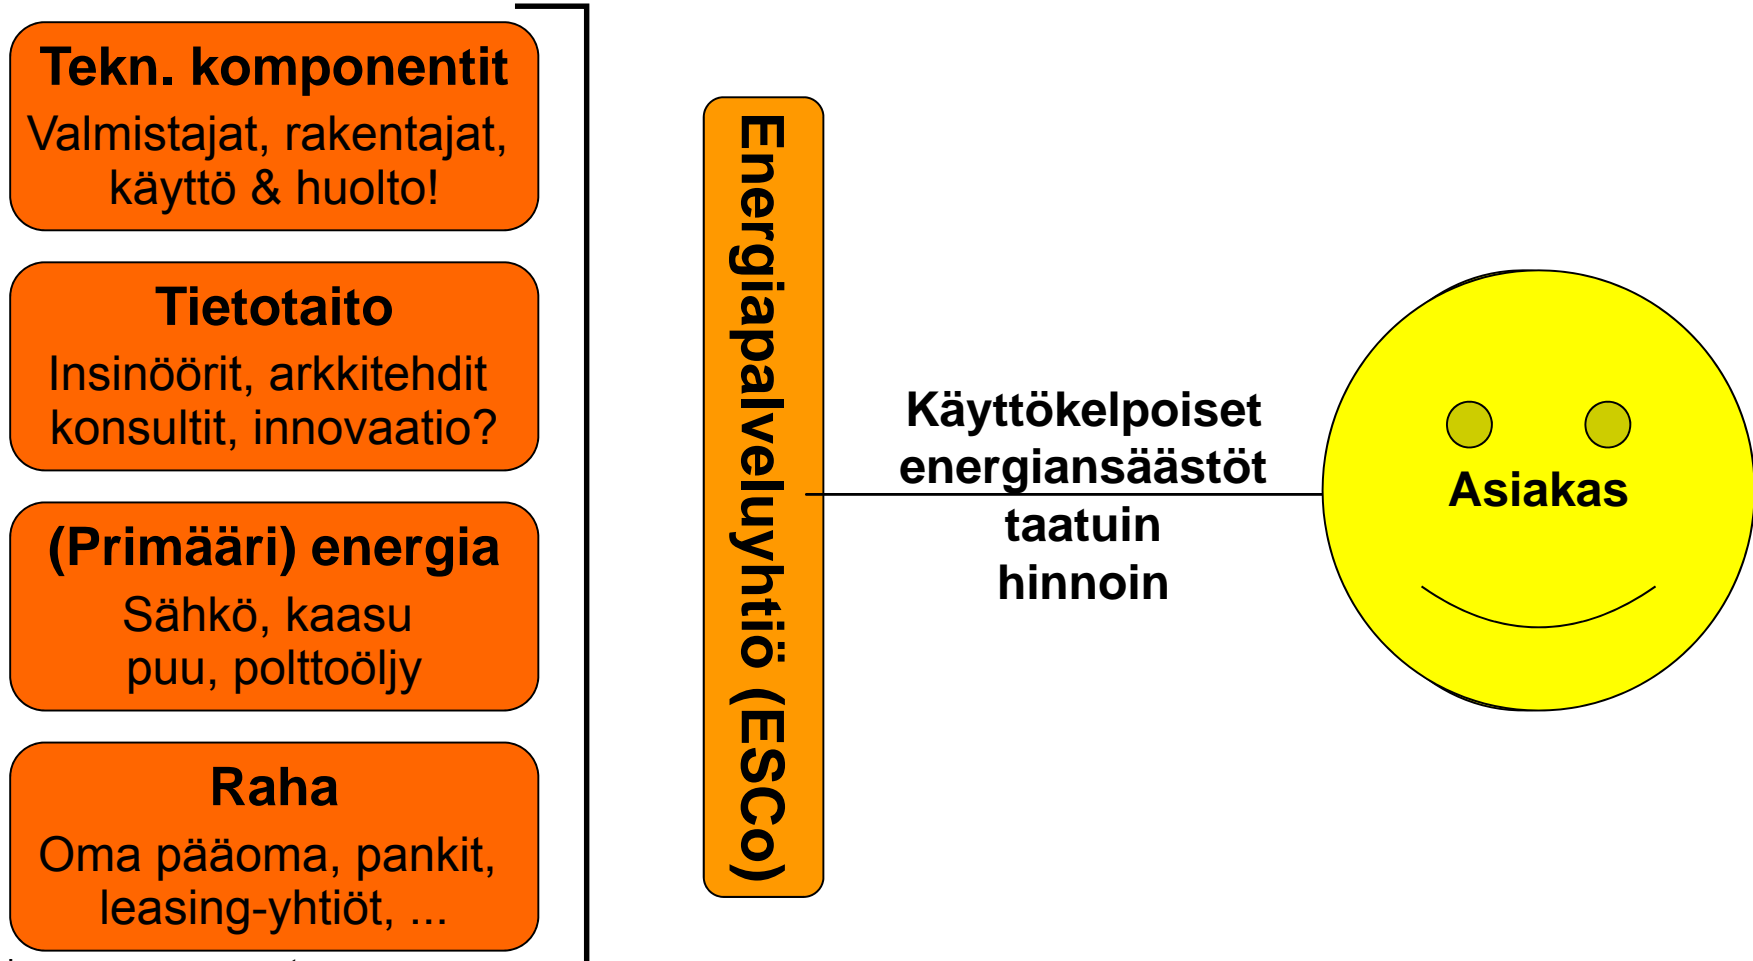 Tekn. komponentit
Valmistajat, rakentajat,
käyttö & huolto!
Tietotaito
Insinöörit, arkkitehdit
konsultit, innovaatio?
(Primääri) energia
Sähkö, kaasu
puu, polttoöljy
Raha
Oma pääoma, pankit,
leasing-yhtiöt, ...
Energiapalveluyhtiö (ESCo)
Käyttökelpoiset
energiansäästöt
taatuin
hinnoin
Asiakas